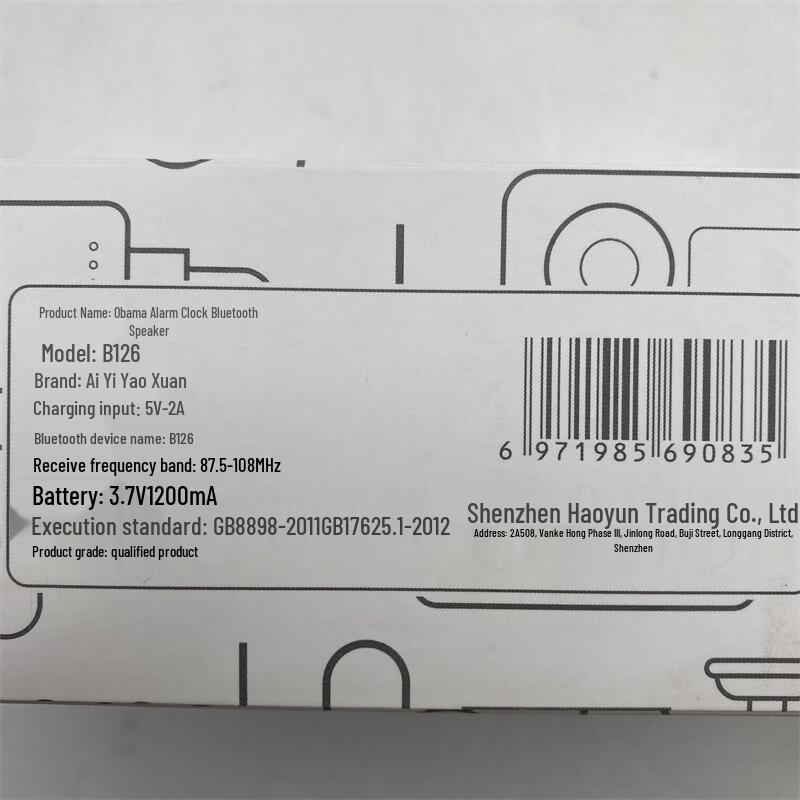 Product Name: Obama Alarm Clock Bluetooth
Speaker
Model: B126
Brand: Ai Yi Yao Xuan
Charging input: 5V-2A
Bluetooth device name: B126
Receive frequency band: 87.5-108MHz
Battery: 3.7V1200mA
Execution standard: GB8898-2011GB17625.1-2012
Product grade: qualified product
6 971985 690835
Shenzhen Haoyun Trading Co., Ltd
Address: 2A508, Vanke Hong Phase III, Jinlong Road, Buji Street, Longgang District,
Shenzhen